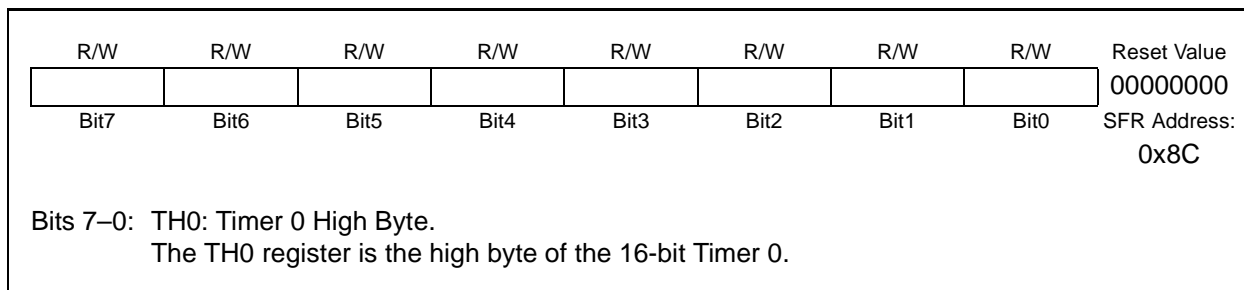 R/W R/W R/W R/W R/W R/W R/W R/W Reset Value
00000000
Bit7 Bit6 Bit5 Bit4 Bit3 Bit2 Bit1 Bit0 SFR Address:
0x8C
Bits 7–0: TH0: Timer 0 High Byte.
The TH0 register is the high byte of the 16-bit Timer 0.